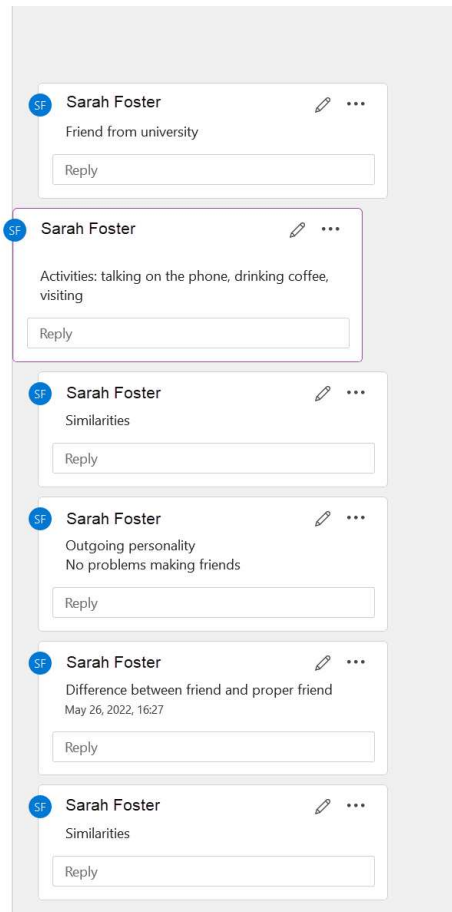 SF Sarah Foster
Friend from university
Reply
SF Sarah Foster
Activities: talking on the phone, drinking coffee,
visiting
Reply
SF Sarah Foster
Similarities
Reply
SF Sarah Foster
Outgoing personality
No problems making friends
Reply
SF Sarah Foster
Difference between friend and proper friend
May 26, 2022, 16:27
Reply
SF Sarah Foster
Similarities
Reply